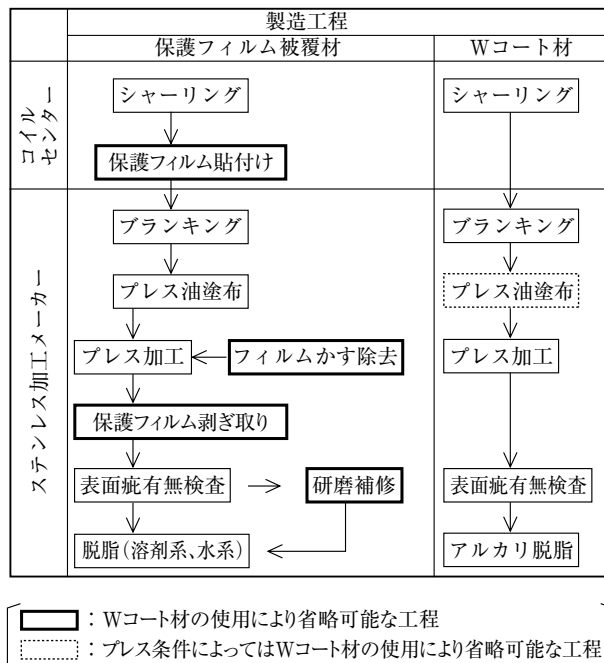 製造工程
保護フィルム被覆材
Wコート材
コイルセンター
シャーリング
保護フィルム貼付け
シャーリング
ステンレス加工メーカー
ブランキング
プレス油塗布
プレス加工
フィルムかす除去
保護フィルム剥ぎ取り
表面疵有無検査
研磨補修
脱脂(溶剤系、水系)
ブランキング
プレス油塗布
プレス加工
表面疵有無検査
アルカリ脱脂
：Wコート材の使用により省略可能な工程
：プレス条件によってはWコート材の使用により省略可能な工程